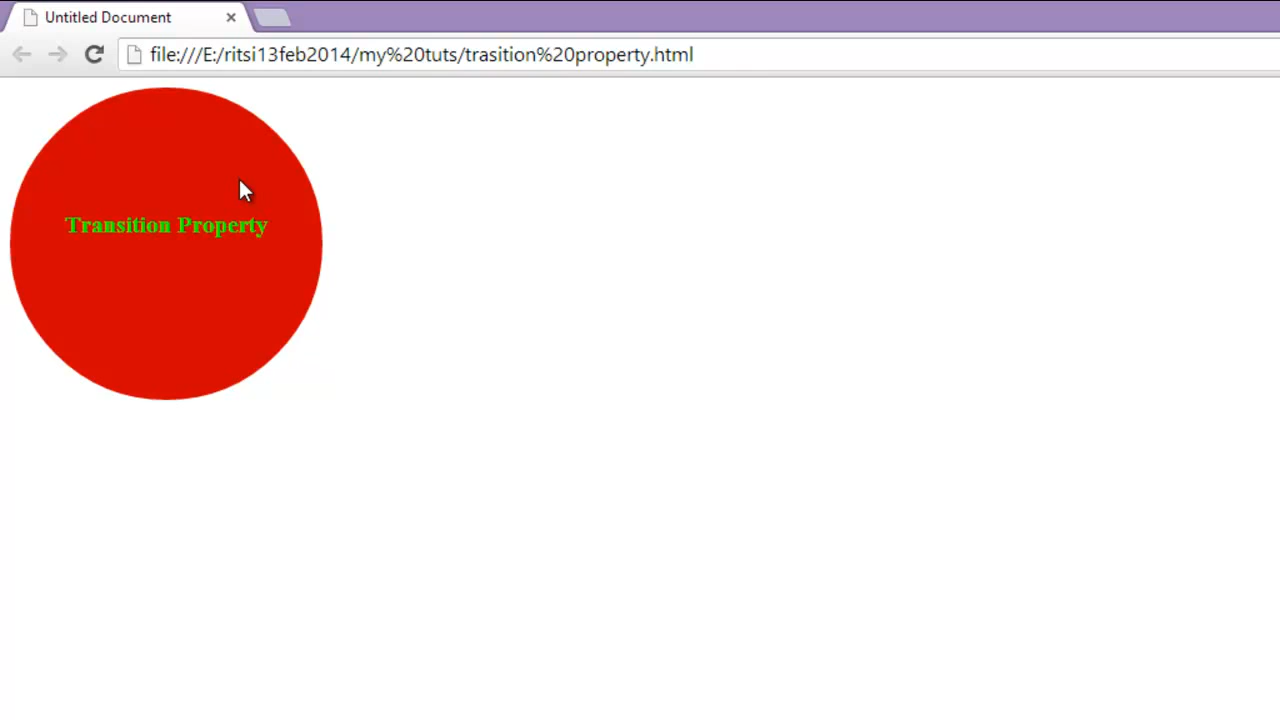 Untitled Document
file:///E:/ritsi13feb2014/my%20tuts/trasition%20property.html
Transition Property